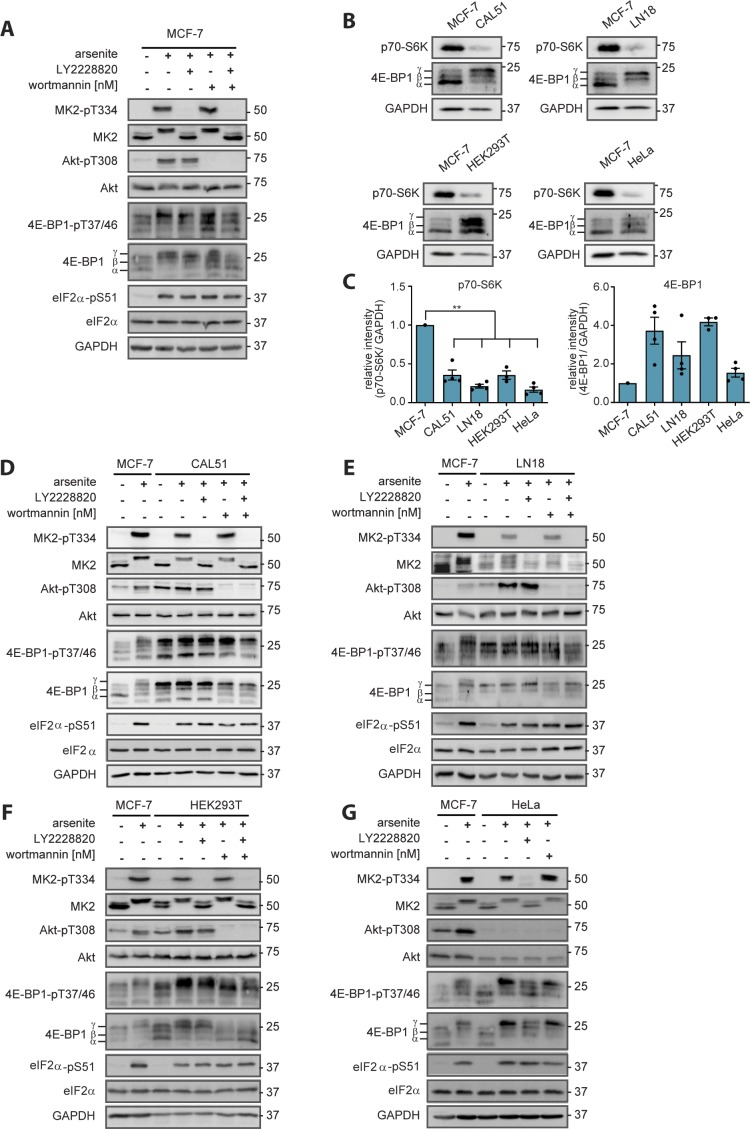 A
MCF-7
arsenite - + + + +
LY2228820 - - + - +
wortmannin [nM] - - - + +
MK2-pT334 50
MK2 50
Akt-pT308 75
Akt 75
4E-BP1-pT37/46 25
4E-BP1 γ β α 25
eIF2α-pS51 37
eIF2α 37
GAPDH 37
B
MCF-7 CAL51
p70-S6K 75
4E-BP1 γ β α 25
GAPDH 37
MCF-7 LN18
p70-S6K 75
4E-BP1 γ β α 25
GAPDH 37
MCF-7 HEK293T
p70-S6K 75
4E-BP1 γ β α 25
GAPDH 37
MCF-7 HeLa
p70-S6K 75
4E-BP1 γ β α 25
GAPDH 37
C
p70-S6K
relative intensity
(p70-S6K/ GAPDH)
1.5
1.0
0.5
0.0
**
MCF-7 CAL51 LN18 HEK293T HeLa
4E-BP1
relative intensity
(4E-BP1/ GAPDH)
6.0
4.0
2.0
0.0
MCF-7 CAL51 LN18 HEK293T HeLa
D
MCF-7 CAL51
arsenite - + - + + + +
LY2228820 - - - - + - +
wortmannin [nM] - - - - - + +
MK2-pT334 50
MK2 50
Akt-pT308 75
Akt 75
4E-BP1-pT37/46 25
4E-BP1 γ β α 25
eIF2α-pS51 37
eIF2α 37
GAPDH 37
E
MCF-7 LN18
arsenite - + - + + + +
LY2228820 - - - - + - +
wortmannin [nM] - - - - - + +
MK2-pT334 50
MK2 50
Akt-pT308 75
Akt 75
4E-BP1-pT37/46 25
4E-BP1 γ β α 25
eIF2α-pS51 37
eIF2α 37
GAPDH 37
F
MCF-7 HEK293T
arsenite - + - + + + +
LY2228820 - - - - + - +
wortmannin [nM] - - - - - + +
MK2-pT334 50
MK2 50
Akt-pT308 75
Akt 75
4E-BP1-pT37/46 25
4E-BP1 γ β α 25
eIF2α-pS51 37
eIF2α 37
GAPDH 37
G
MCF-7 HeLa
arsenite - + - + + +
LY2228820 - - - - + -
wortmannin [nM] - - - - - +
MK2-pT334 50
MK2 50
Akt-pT308 75
Akt 75
4E-BP1-pT37/46 25
4E-BP1 γ β α 25
eIF2α-pS51 37
eIF2α 37
GAPDH 37